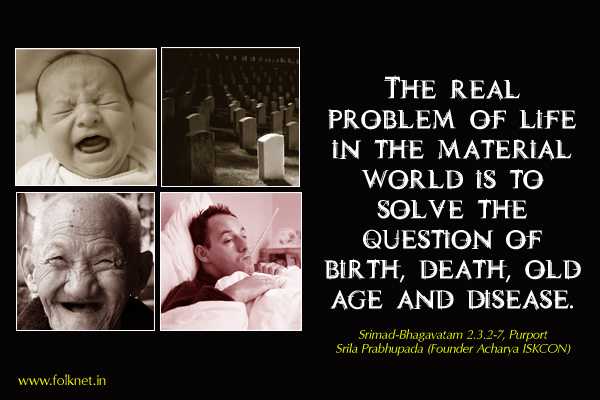 THE REAL
PROBLEM OF LIFE
IN THE MATERIAL
WORLD IS TO
SOLVE THE
QUESTION OF
BIRTH, DEATH, OLD
AGE AND DISEASE.
Srimad-Bhagavatam 2.3.2-7, Purport
Srila Prabhupada (Founder Acharya ISKCON)
www.folknet.in